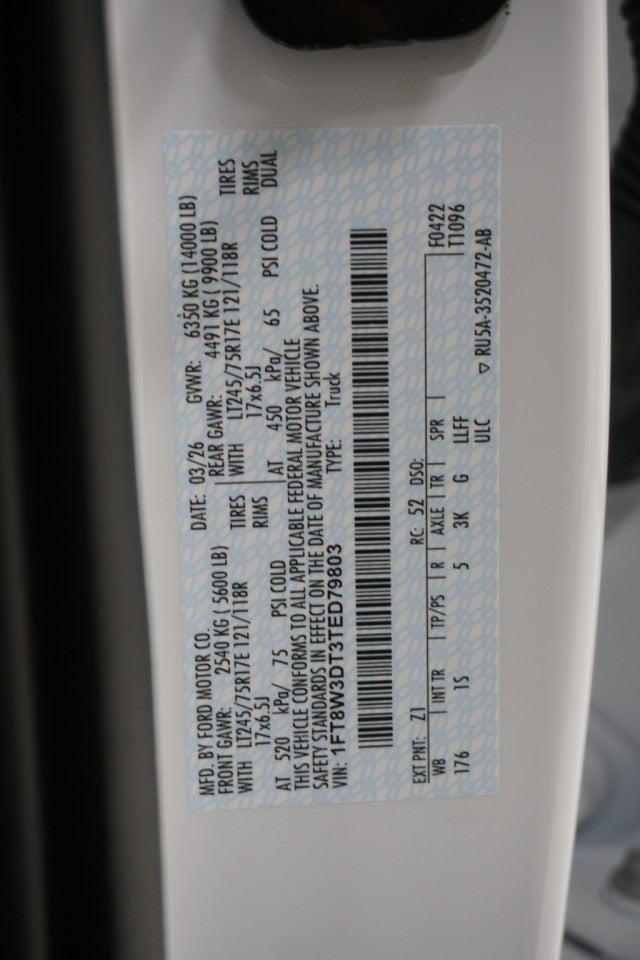 MFD. BY FORD MOTOR CO.
DATE: 03/26 GVWR: 6350 KG (14000 LB)
FRONT GAWR: 2540 KG ( 5600 LB)
REAR GAWR: 4491 KG ( 9900 LB)
WITH LT245/75R17E 121/118R TIRES
WITH LT245/75R17E 121/118R TIRES
17x6.5J RIMS
17x6.5J RIMS
AT 520 kPa/ 75 PSI COLD
AT 450 kPa/ 65 PSI COLD DUAL
THIS VEHICLE CONFORMS TO ALL APPLICABLE FEDERAL MOTOR VEHICLE
SAFETY STANDARDS IN EFFECT ON THE DATE OF MANUFACTURE SHOWN ABOVE.
VIN: 1FT8W3DT3TED79803 TYPE: Truck
EXT PNT: Z1 RC: 52 DSO: F0422
WB INT TR TP/PS R AXLE TR SPR T1096
176 1S 5 3K G LLFF
ULC ▽ RU5A-3520472-AB